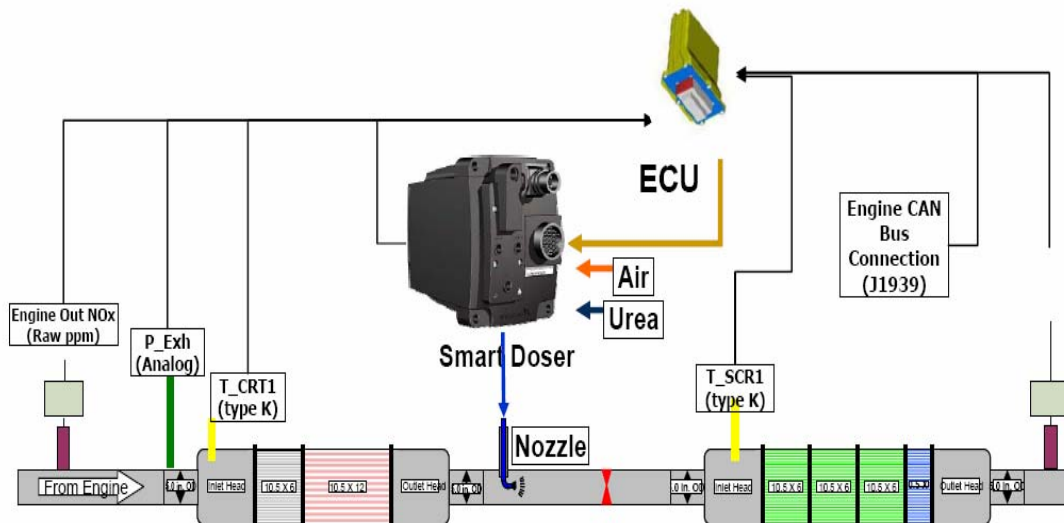 ECU
Engine CAN
Bus
Connection
(J1939)
Air
Urea
Engine Out NOx
(Raw ppm)
P_Exh
(Analog)
Smart Doser
T_CRT1
(type K)
T_SCR1
(type K)
Nozzle
From Engine
Inlet Head
10.5 X 6
10.5 X 12
Outlet Head
Inlet Head
10.5 X 6
10.5 X 6
10.5 X 6
Outlet Head